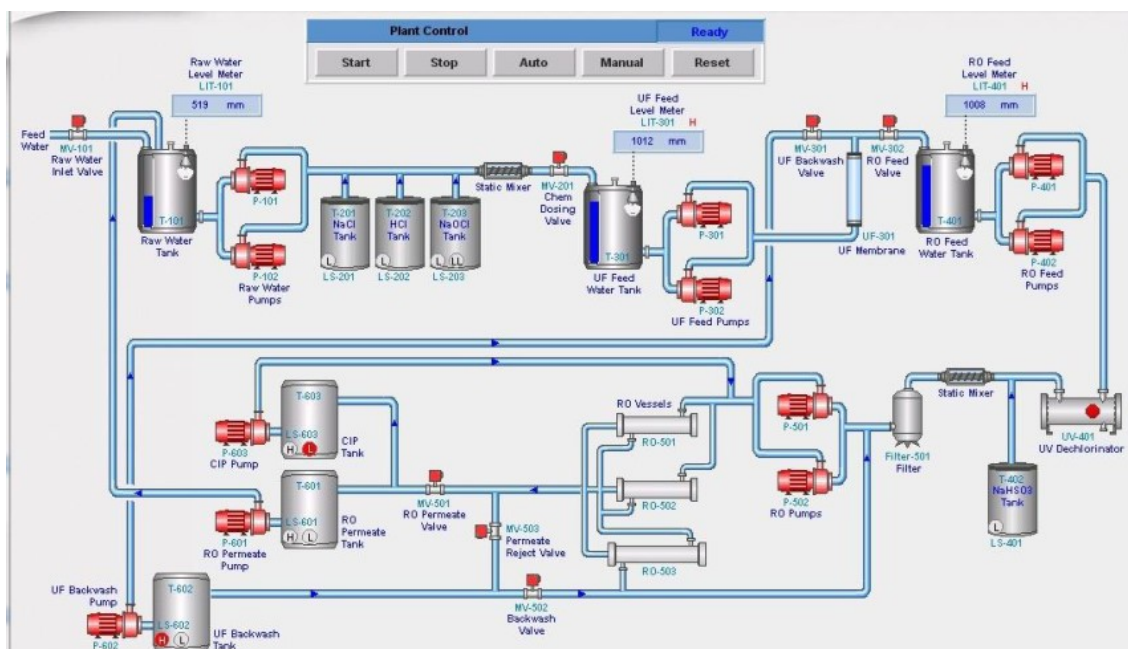 Plant Control
Ready
Start
Stop
Auto
Manual
Reset
Raw Water
Level Meter
LIT-101
519 mm
Feed
Water
MV-101
Raw Water
Inlet Valve
T-101
Raw Water
Tank
P-101
P-102
Raw Water
Pumps
T-201
NaCl
Tank
L
LS-201
T-202
HCl
Tank
L
LS-202
T-203
NaOCl
Tank
L
LL
LS-203
Static Mixer
MV-201
Chem
Dosing
Valve
UF Feed
Level Meter
LIT-301 H
1012 mm
T-301
UF Feed
Water Tank
P-301
P-302
UF Feed Pumps
MV-301
UF Backwash
Valve
MV-302
RO Feed
Valve
UF-301
UF Membrane
RO Feed
Level Meter
LIT-401 H
1008 mm
T-401
RO Feed
Water Tank
P-401
P-402
RO Feed
Pumps
T-603
LS-603
H
L
CIP
Tank
P-603
CIP Pump
T-601
LS-601
H
L
RO
Permeate
Tank
P-601
RO Permeate
Pump
MV-501
RO Permeate
Valve
MV-503
Permeate
Reject Valve
RO Vessels
RO-501
RO-502
RO-503
P-501
P-502
RO Pumps
Filter-501
Filter
Static Mixer
UV-401
UV Dechlorinator
T-402
NaHSO3
Tank
L
LS-401
UF Backwash
Pump
P-602
T-602
LS-602
H
L
UF Backwash
Tank
MV-502
Backwash
Valve